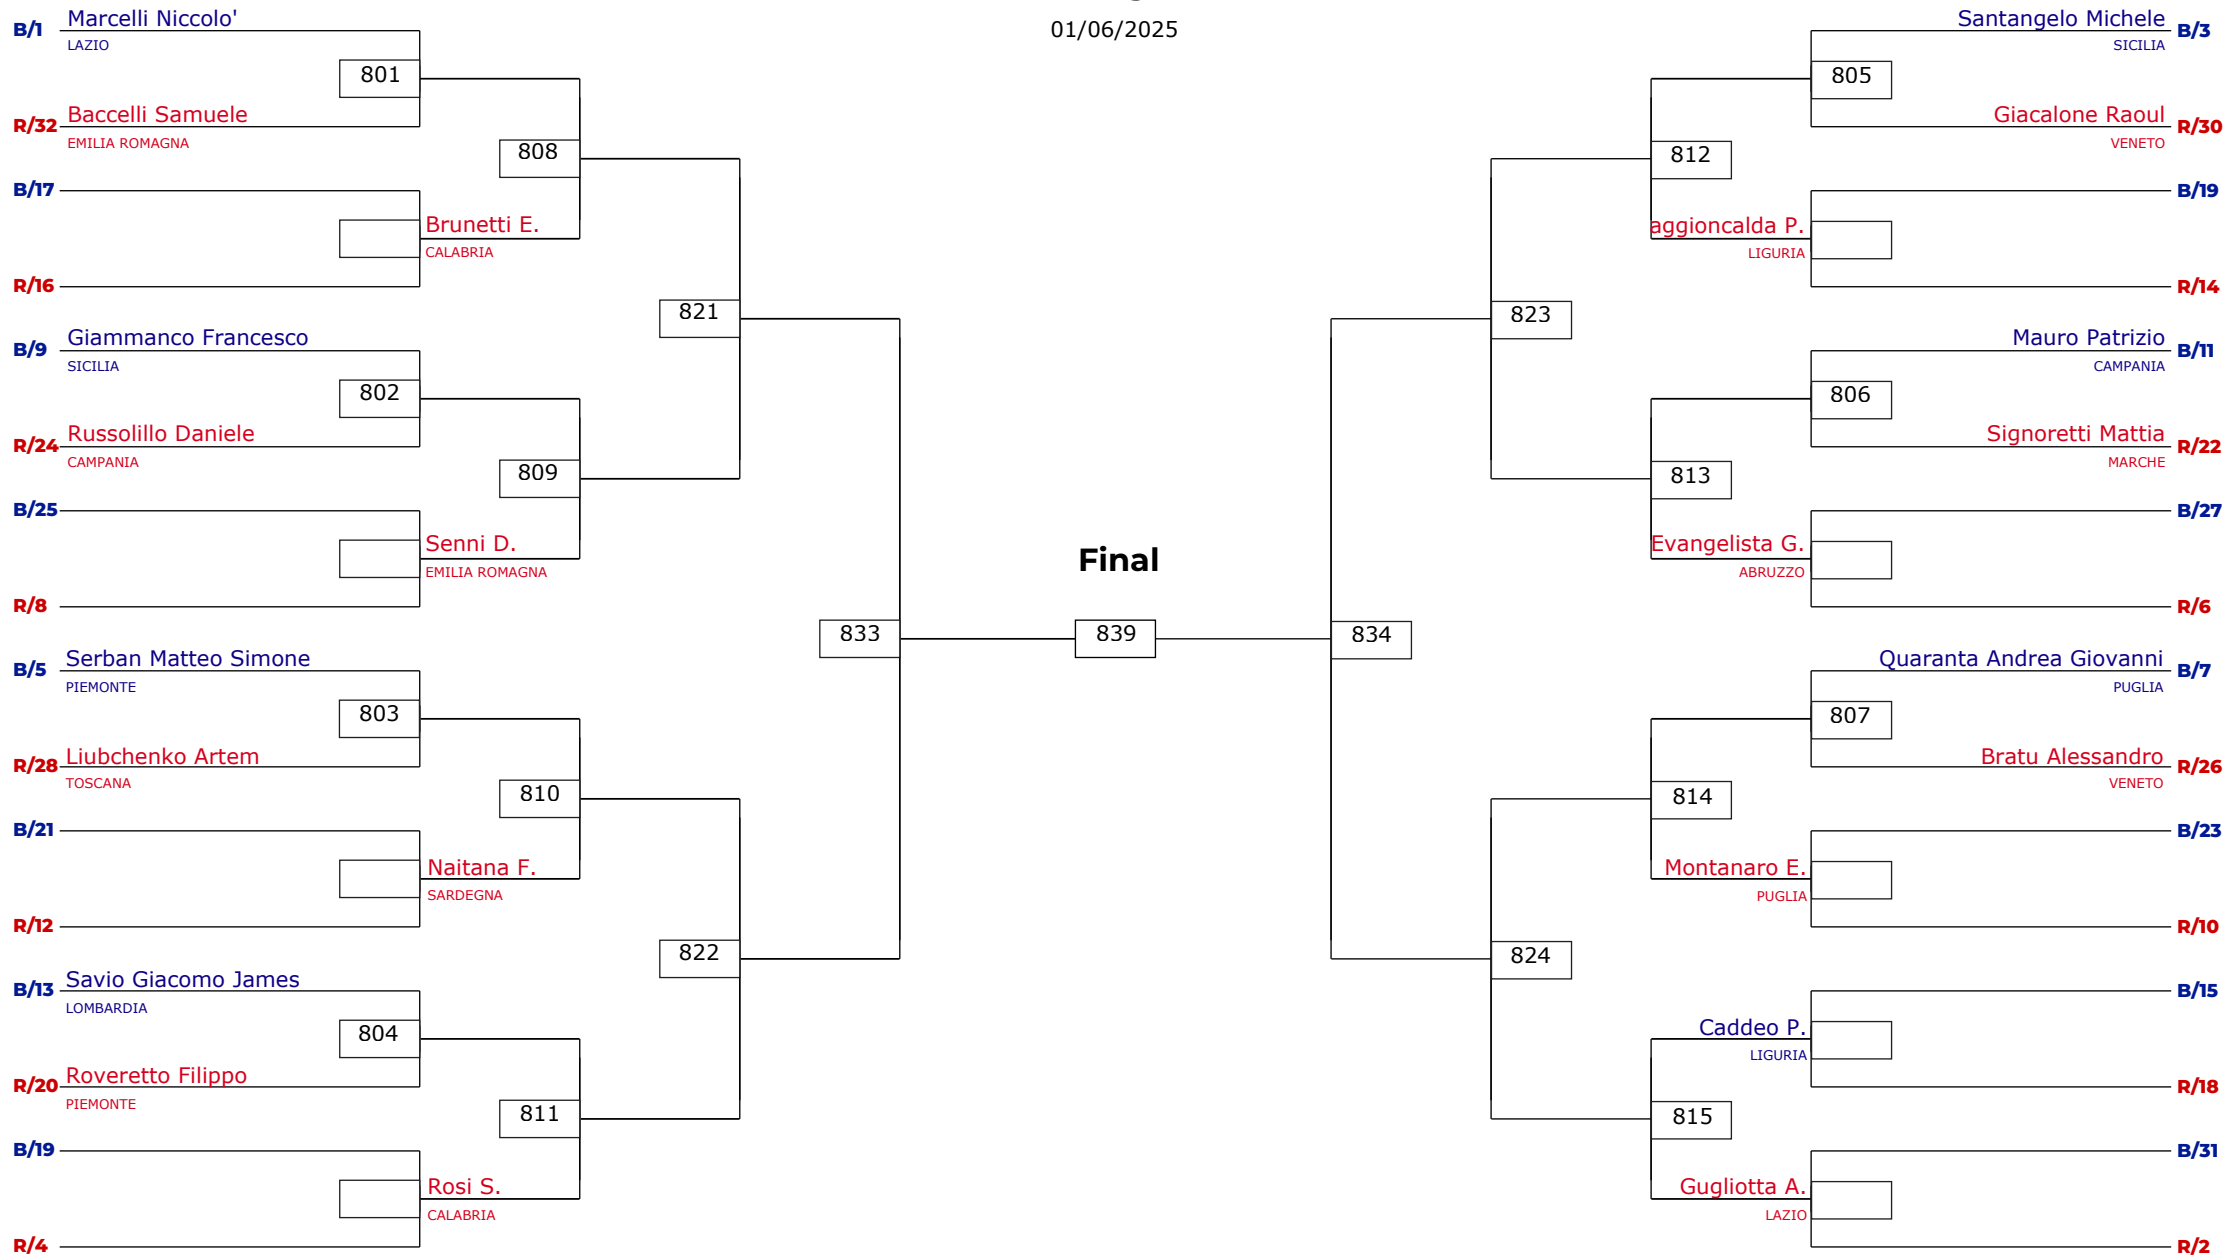 01/06/2025
B/1 Marcelli Niccolo'
LAZIO
801
R/32 Baccelli Samuele
EMILIA ROMAGNA
808
B/17
Brunetti E.
CALABRIA
R/16
821
B/9 Giammanco Francesco
SICILIA
802
R/24 Russolillo Daniele
CAMPANIA
809
B/25
Senni D.
EMILIA ROMAGNA
R/8
833
B/5 Serban Matteo Simone
PIEMONTE
803
R/28 Liubchenko Artem
TOSCANA
810
B/21
Naitana F.
SARDEGNA
R/12
822
B/13 Savio Giacomo James
LOMBARDIA
804
R/20 Roveretto Filippo
PIEMONTE
811
B/19
Rosi S.
CALABRIA
R/4
Final
839
Santangelo Michele B/3
SICILIA
805
Giacalone Raoul R/30
VENETO
812
B/19
aggioncalda P.
LIGURIA
R/14
823
Mauro Patrizio B/11
CAMPANIA
806
Signoretti Mattia R/22
MARCHE
813
B/27
Evangelista G.
ABRUZZO
R/6
834
Quaranta Andrea Giovanni B/7
PUGLIA
807
Bratu Alessandro R/26
VENETO
814
B/23
Montanaro E.
PUGLIA
R/10
824
B/15
Caddeo P.
LIGURIA
R/18
815
B/31
Gugliotta A.
LAZIO
R/2